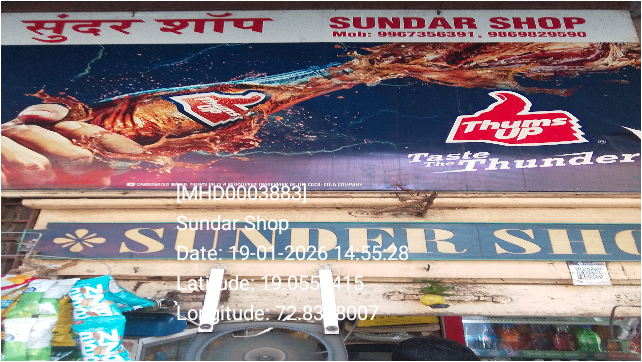 सुंदर शॉप
SUNDAR SHOP
Mob: 9967356391, 9869829590
Thums Up
Taste The Thunder
[MHD0003883]
Sundar Shop
Date: 19-01-2026 14:55:28
SUNDER SHO